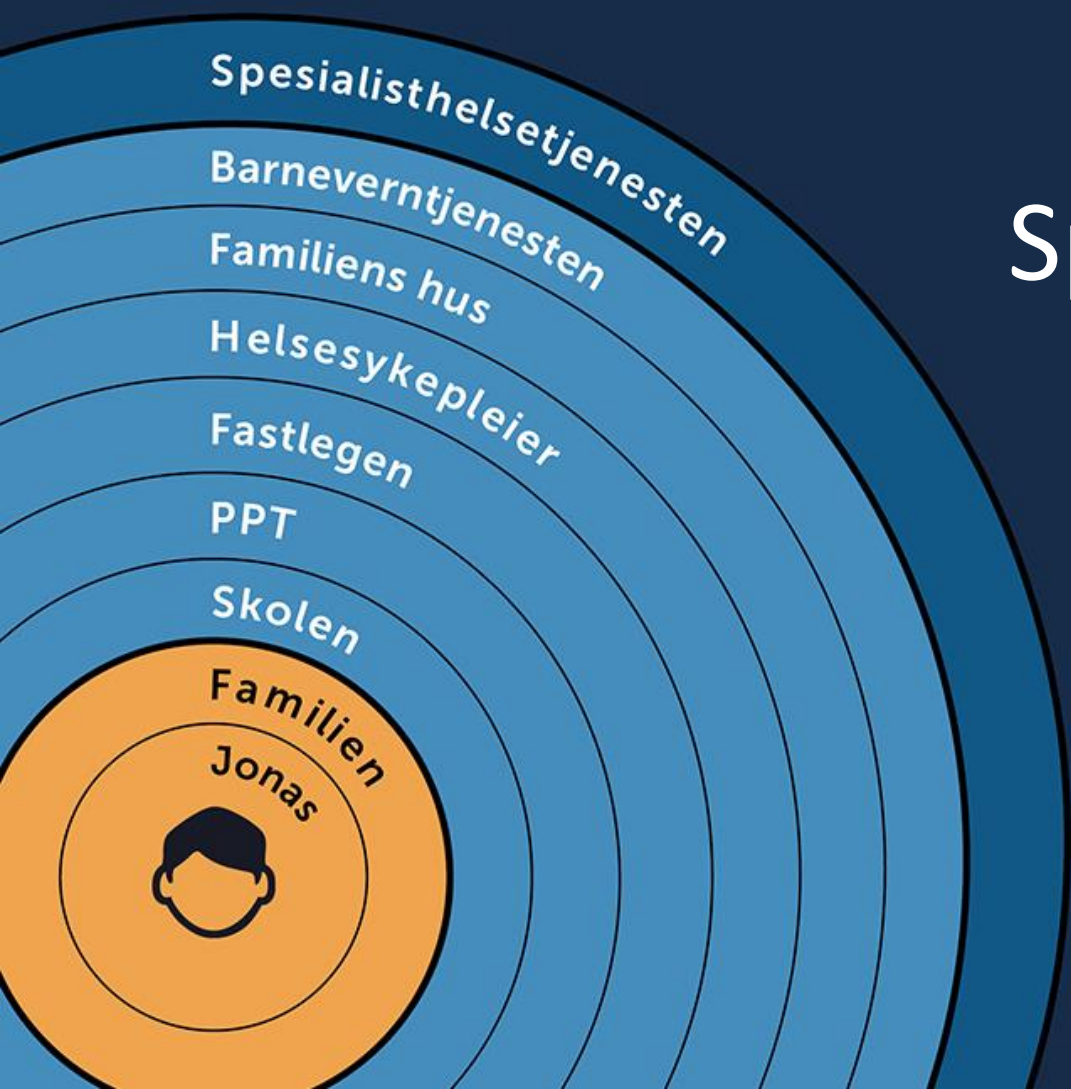 Spesialisthelsetjenesten
Barneverntjenesten
Familiens hus
Helsesykepleier
Fastlegen
PPT
Skolen
Familien
Jonas